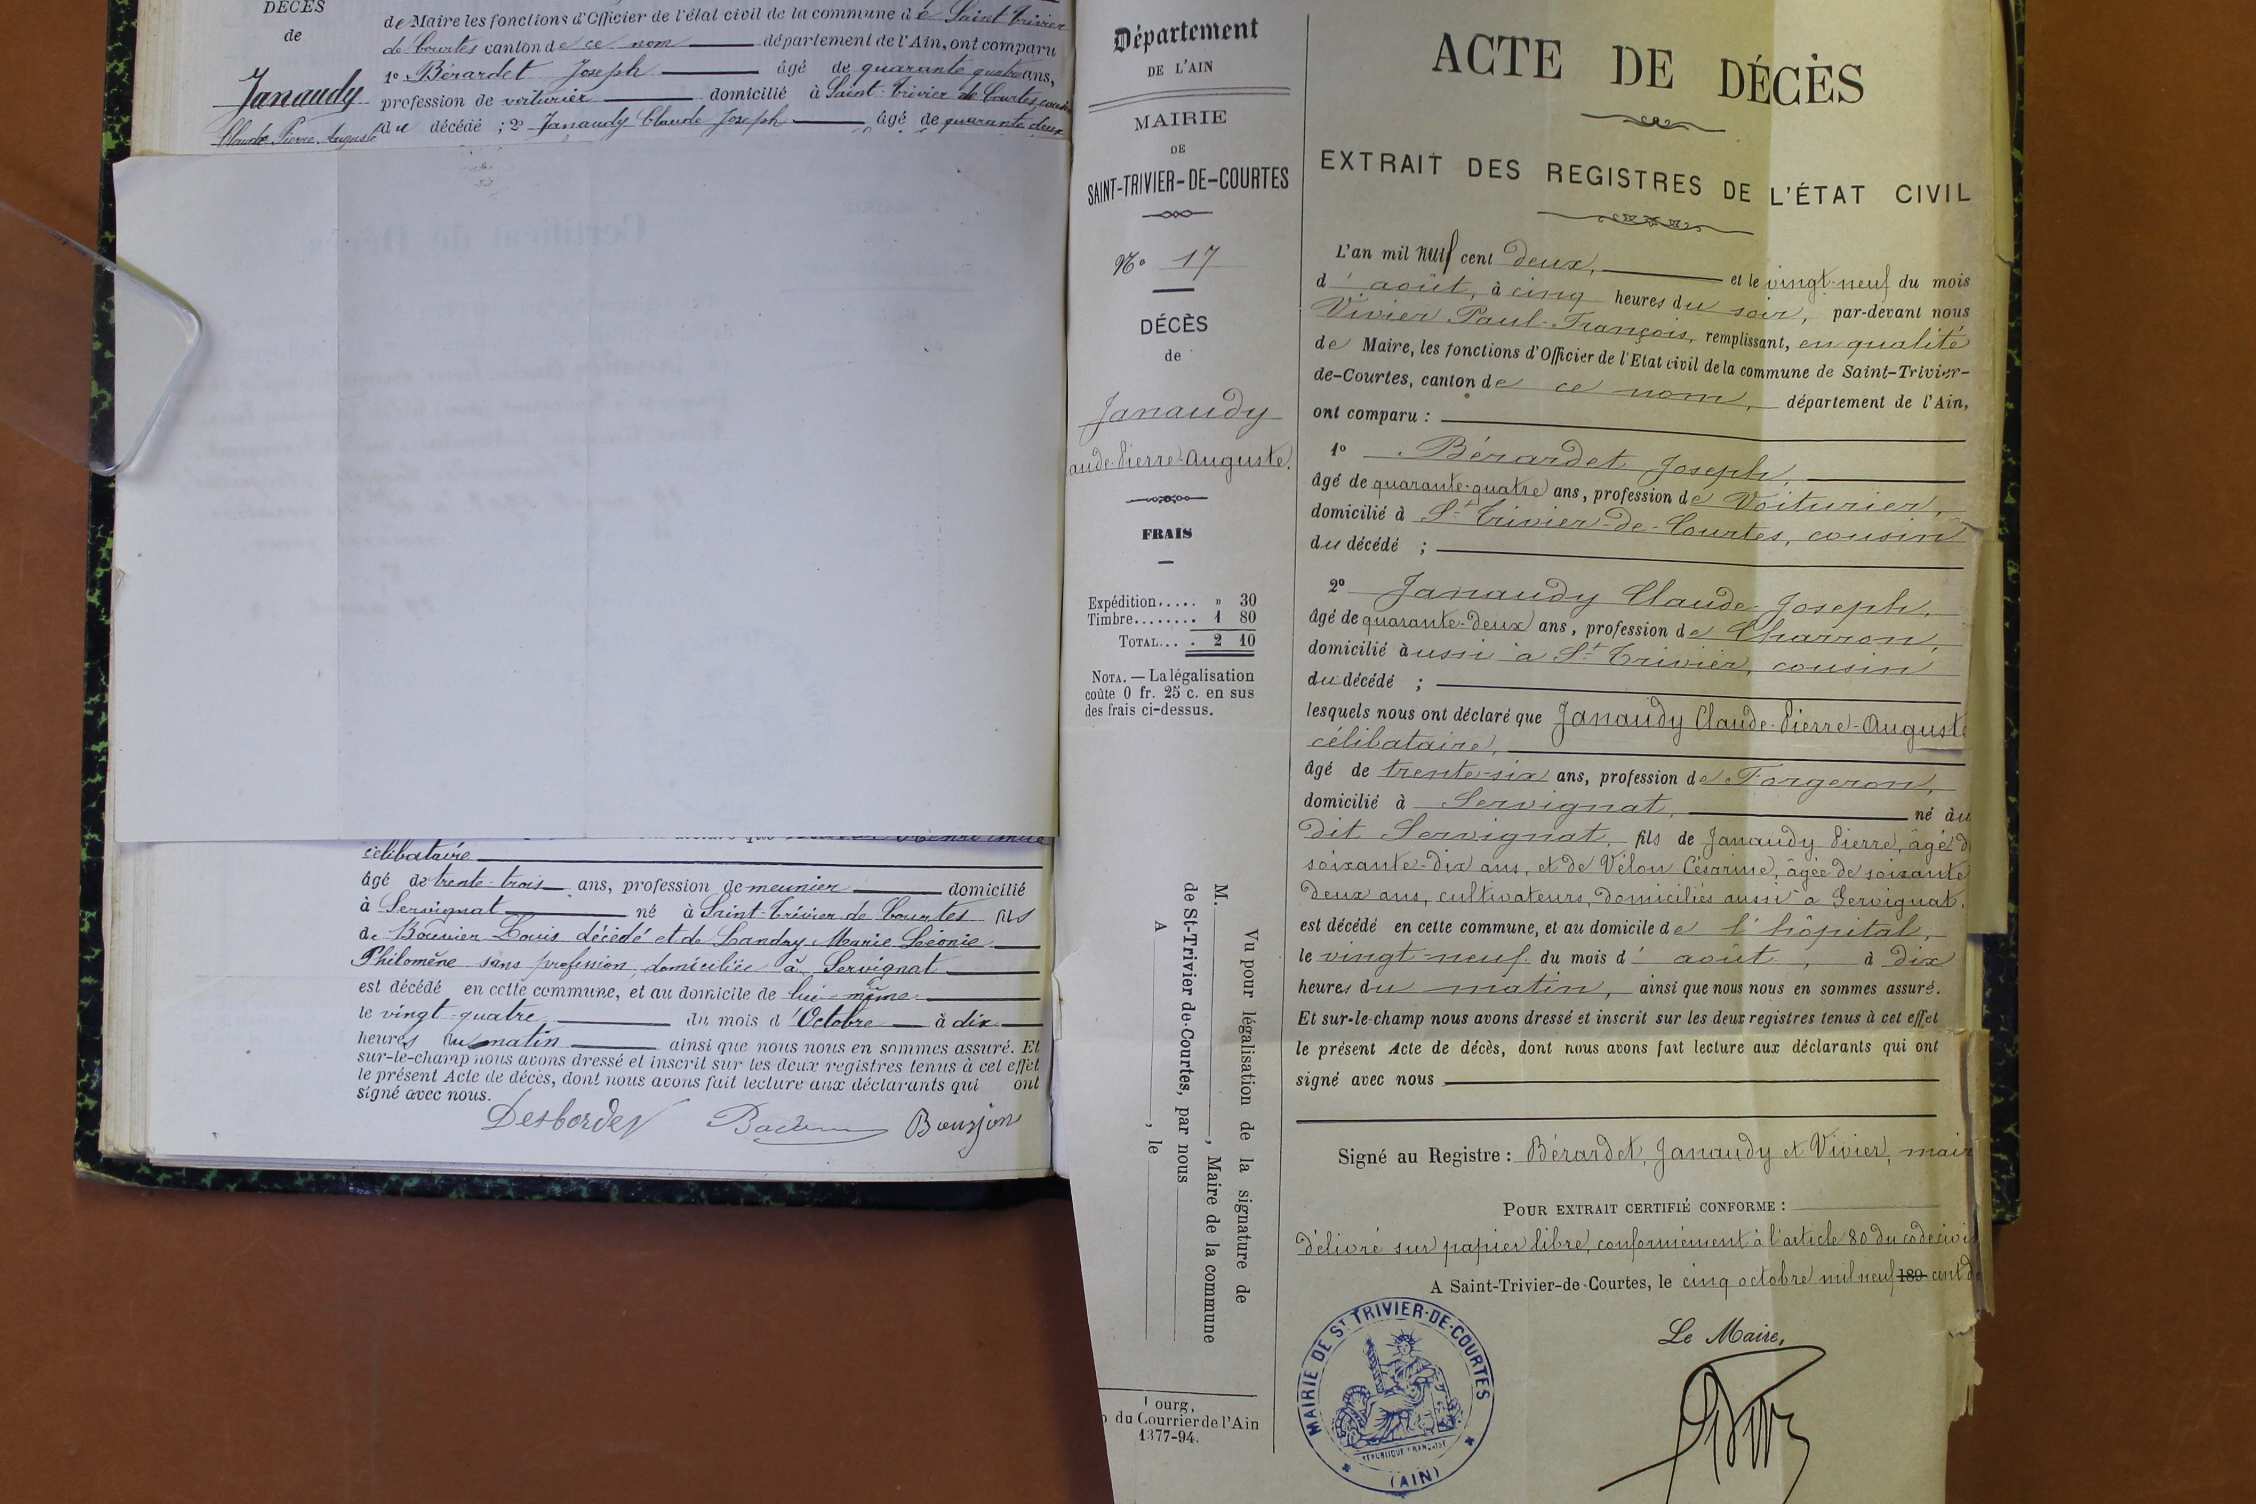 DÉCÈS
de
Janaudy
Claude Pierre Auguste
de Maire les fonctions d'Officier de l'état civil de la commune de Saint Trivier
de Courtes canton de ce nom département de l'Ain, ont comparu
1º Bérardet Joseph âgé de quarante quatre ans,
profession de voiturier domicilié à Saint-Trivier de Courtes, cousin
du décédé ; 2º Janaudy Claude Joseph âgé de quarante deux
célibataire
âgé de trente-trois ans, profession de meunier domicilié
à Servignat né à Saint-Trivier de Courtes fils
de Bouvier Louis décédé et de Landry Marie Léonie
Philomène sans profession domiciliée à Servignat
est décédé en cette commune, et au domicile de lui-même
le vingt-quatre du mois d'Octobre à dix
heures du matin ainsi que nous nous en sommes assuré. Et
sur-le-champ nous avons dressé et inscrit sur les deux registres tenus à cet effet
le présent Acte de décès, dont nous avons fait lecture aux déclarants qui ont
signé avec nous.
Desbordes
Département
DE L'AIN
MAIRIE
DE
SAINT-TRIVIER-DE-COURTES
Nº 17
DÉCÈS
de
Janaudy
aude-Pierre-Auguste.
FRAIS
Expédition..... » 30
Timbre........ 1 80
TOTAL.... 2 10
NOTA. — La légalisation
coûte 0 fr. 25 c. en sus
des frais ci-dessus.
Vu pour légalisation de la signature de
M. , Maire de la commune
de St-Trivier-de-Courtes, par nous
A , le
ourg,
du Courrier de l'Ain
1377-94.
ACTE DE DÉCÈS
EXTRAIT DES REGISTRES DE L'ÉTAT CIVIL
L'an mil neuf cent deux, et le vingt-neuf du mois
d'août, à cinq heures du soir, par-devant nous
Vivier Paul-François, remplissant, en qualité
de Maire, les fonctions d'Officier de l'Etat civil de la commune de Saint-Trivier-
de-Courtes, canton de ce nom, département de l'Ain,
ont comparu :
1º Bérardet Joseph,
âgé de quarante-quatre ans, profession de Voiturier,
domicilié à St-Trivier-de-Courtes, cousin
du décédé ;
2º Janaudy Claude-Joseph,
âgé de quarante-deux ans, profession de Charron,
domicilié aussi à St-Trivier, cousin
du décédé ;
lesquels nous ont déclaré que Janaudy Claude-Pierre-Auguste
célibataire,
âgé de trente-six ans, profession de Forgeron,
domicilié à Servignat, né au
dit Servignat, fils de Janaudy Pierre, âgé d
soixante-dix ans, et de Vélon Césarine, âgée de soixante
deux ans, cultivateurs, domiciliés aussi à Servignat.
est décédé en cette commune, et au domicile de l'hôpital,
le vingt-neuf du mois d'août, à dix
heures du matin, ainsi que nous nous en sommes assuré.
Et sur-le-champ nous avons dressé et inscrit sur les deux registres tenus à cet effet
le présent Acte de décès, dont nous avons fait lecture aux déclarants qui ont
signé avec nous
Signé au Registre : Bérardet, Janaudy et Vivier, mair
POUR EXTRAIT CERTIFIÉ CONFORME :
délivré sur papier libre, conformément à l'article 80 du code civil
A Saint-Trivier-de-Courtes, le cinq octobre mil neuf 189 cent d
Le Maire,
MAIRIE DE ST TRIVIER-DE-COURTES
RÉPUBLIQUE FRANÇAISE
(AIN)